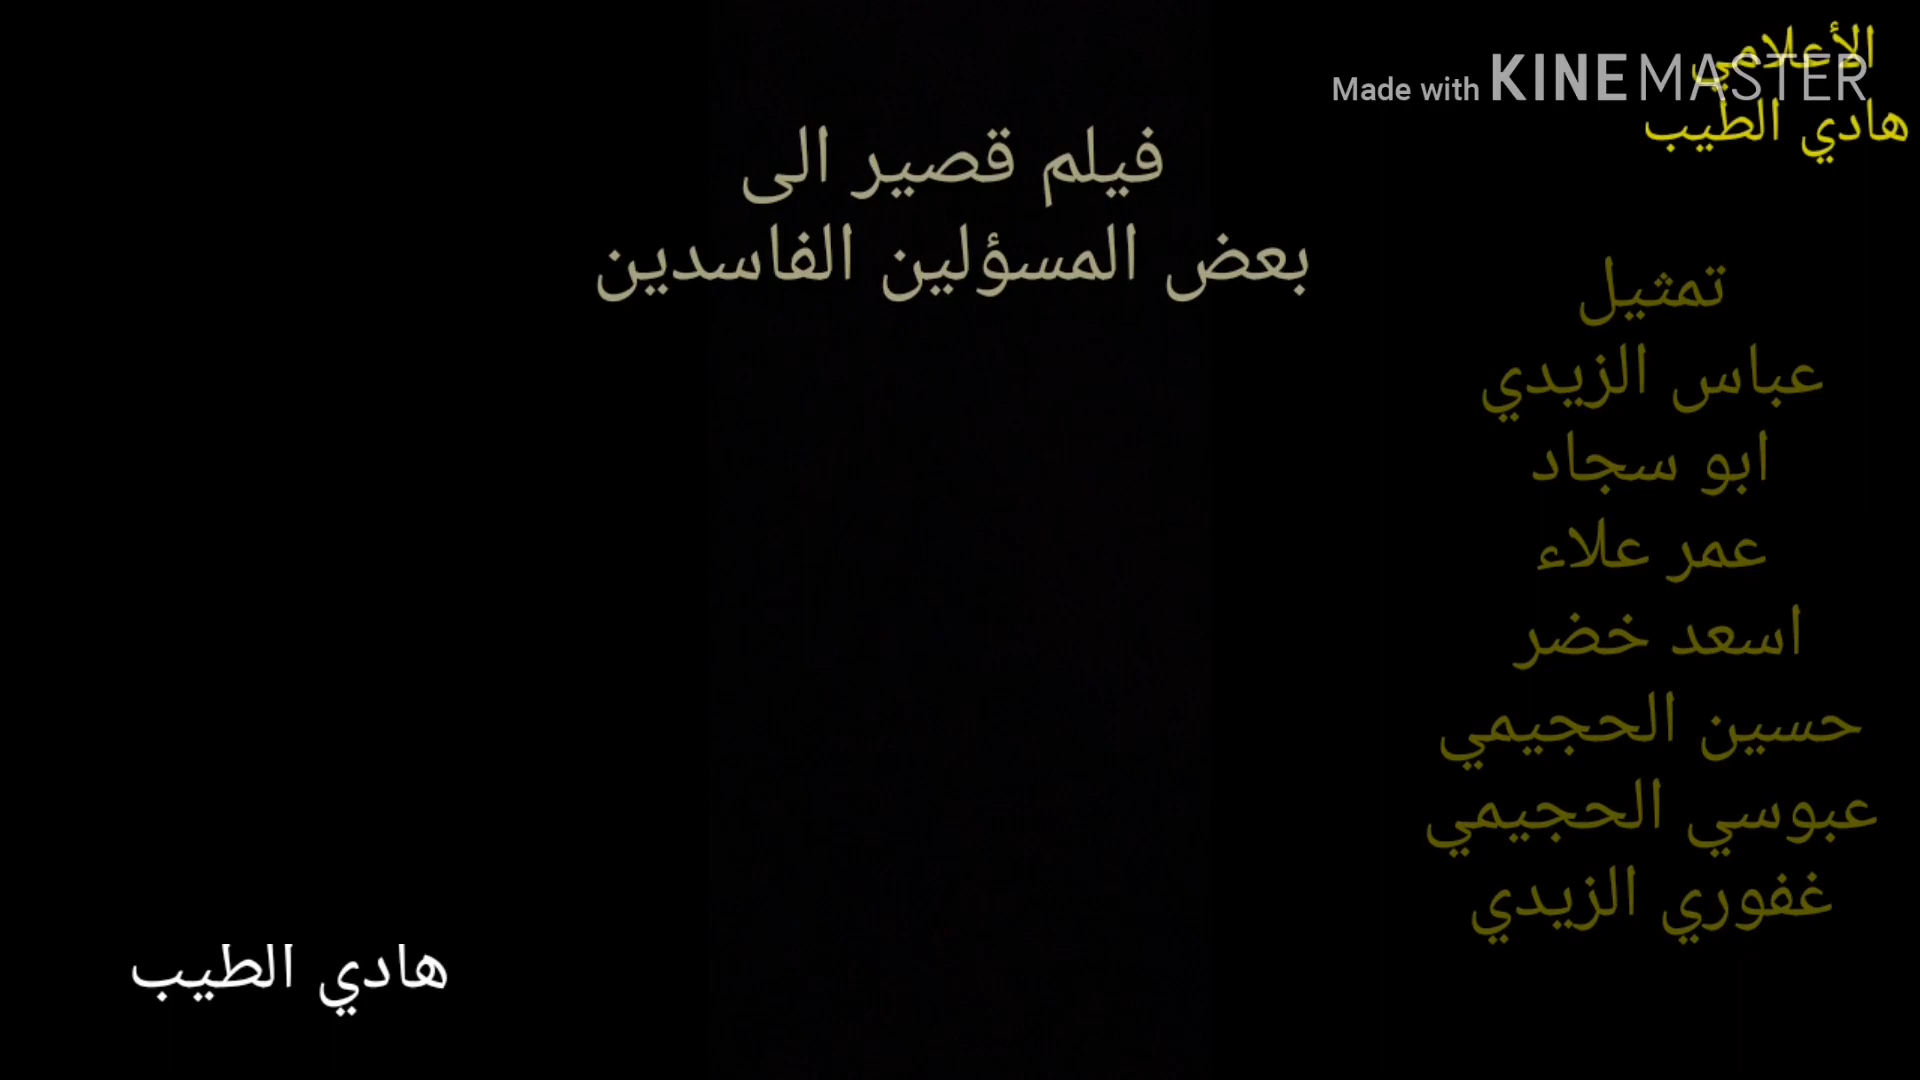 الأعلامي
هادي الطيب
Made with KINEMASTER
فيلم قصير الى
بعض المسؤلين الفاسدين
تمثيل
عباس الزيدي
ابو سجاد
عمر علاء
اسعد خضر
حسين الحجيمي
عبوسي الحجيمي
غفوري الزيدي
هادي الطيب